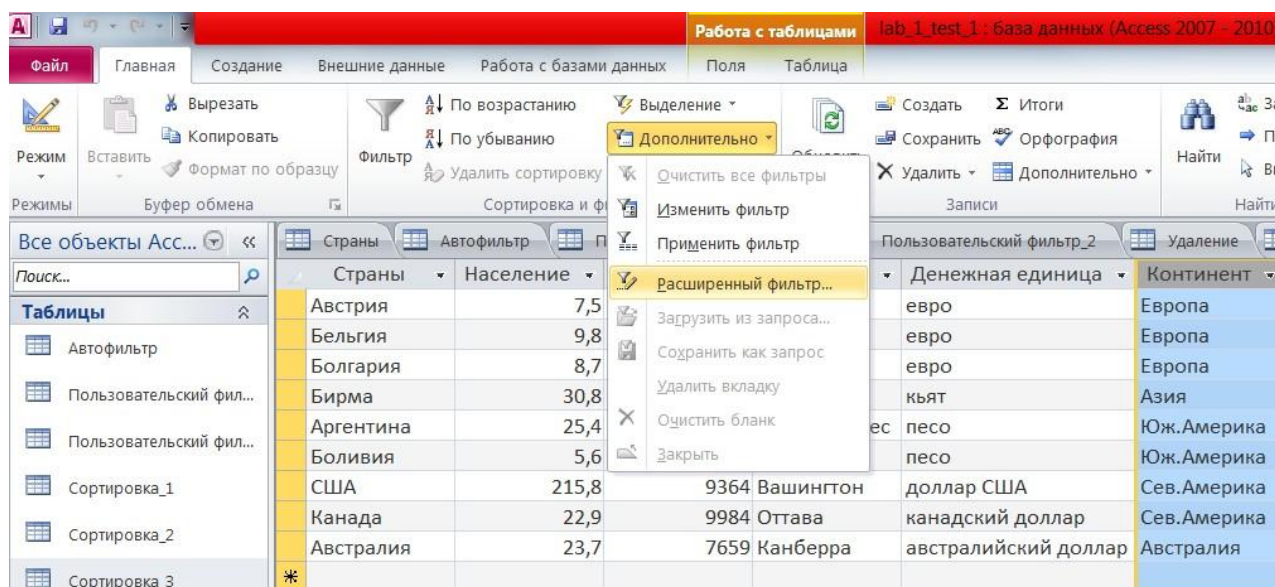 A
Работа с таблицами
lab_1_test_1 : база данных (Access 2007 - 2010
Файл Главная Создание Внешние данные Работа с базами данных Поля Таблица
Режим
Вставить
Вырезать
Копировать
Формат по образцу
Фильтр
По возрастанию
По убыванию
Удалить сортировку
Выделение
Дополнительно
Создать
Сохранить
Удалить
Итоги
Орфография
Дополнительно
Найти
Режимы Буфер обмена Сортировка и Записи
Очистить все фильтры
Изменить фильтр
Применить фильтр
Расширенный фильтр...
Загрузить из запроса...
Сохранить как запрос
Удалить вкладку
Очистить бланк
Закрыть
Все объекты Acc... «
Поиск...
Таблицы
Автофильтр
Пользовательский фил...
Пользовательский фил...
Сортировка_1
Сортировка_2
Сортировка_3
Страны Автофильтр Пользовательский фильтр_2 Удаление
Страны Население Денежная единица Континент
Австрия 7,5 евро Европа
Бельгия 9,8 евро Европа
Болгария 8,7 евро Европа
Бирма 30,8 кьят Азия
Аргентина 25,4 ес песо Юж.Америка
Боливия 5,6 песо Юж.Америка
США 215,8 9364 Вашингтон доллар США Сев.Америка
Канада 22,9 9984 Оттава канадский доллар Сев.Америка
Австралия 23,7 7659 Канберра австралийский доллар Австралия